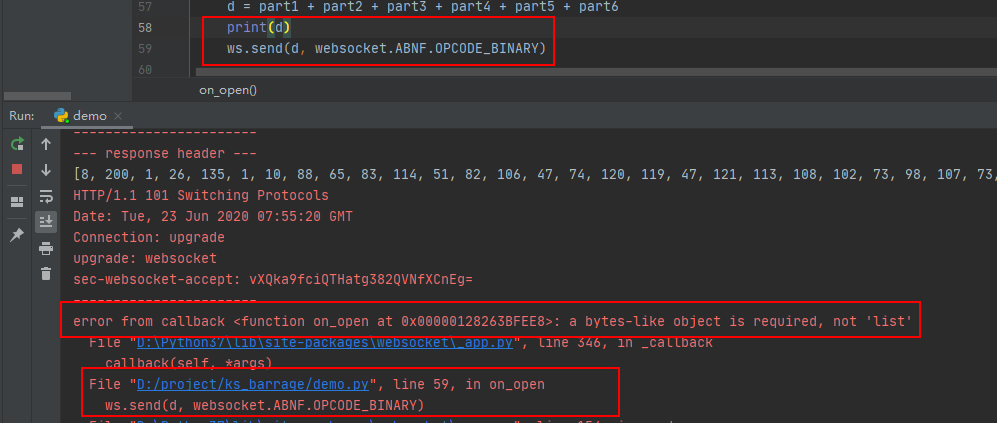 57 d = part1 + part2 + part3 + part4 + part5 + part6
58 print(d)
59 ws.send(d, websocket.ABNF.OPCODE_BINARY)
60
on_open()
Run: demo
-----------------------
--- response header ---
[8, 200, 1, 26, 135, 1, 10, 88, 65, 83, 114, 51, 82, 106, 47, 74, 120, 119, 47, 121, 113, 108, 102, 73, 98, 107, 73,
HTTP/1.1 101 Switching Protocols
Date: Tue, 23 Jun 2020 07:55:20 GMT
Connection: upgrade
upgrade: websocket
sec-websocket-accept: vXQka9fciQTHatg382QVNfXCnEg=
-----------------------
error from callback <function on_open at 0x00000128263BFEE8>: a bytes-like object is required, not 'list'
File "D:\Python37\lib\site-packages\websocket\_app.py", line 346, in _callback
callback(self, *args)
File "D:/project/ks_barrage/demo.py", line 59, in on_open
ws.send(d, websocket.ABNF.OPCODE_BINARY)